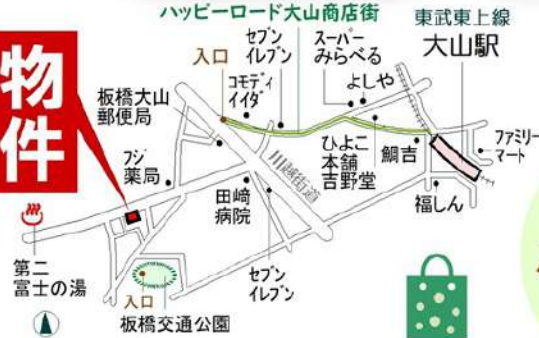 ハッピーロード大山商店街
東武東上線
大山駅
入口
セブン
イレブン
スーパー
みらべる
よしや
コモディ
イイダ
物件
板橋大山
郵便局
フジ
薬局
川越街道
ひよこ
本舗
吉野堂
鯛吉
ファミリー
マート
田崎
病院
福しん
第二
富士の湯
セブン
イレブン
入口
板橋交通公園